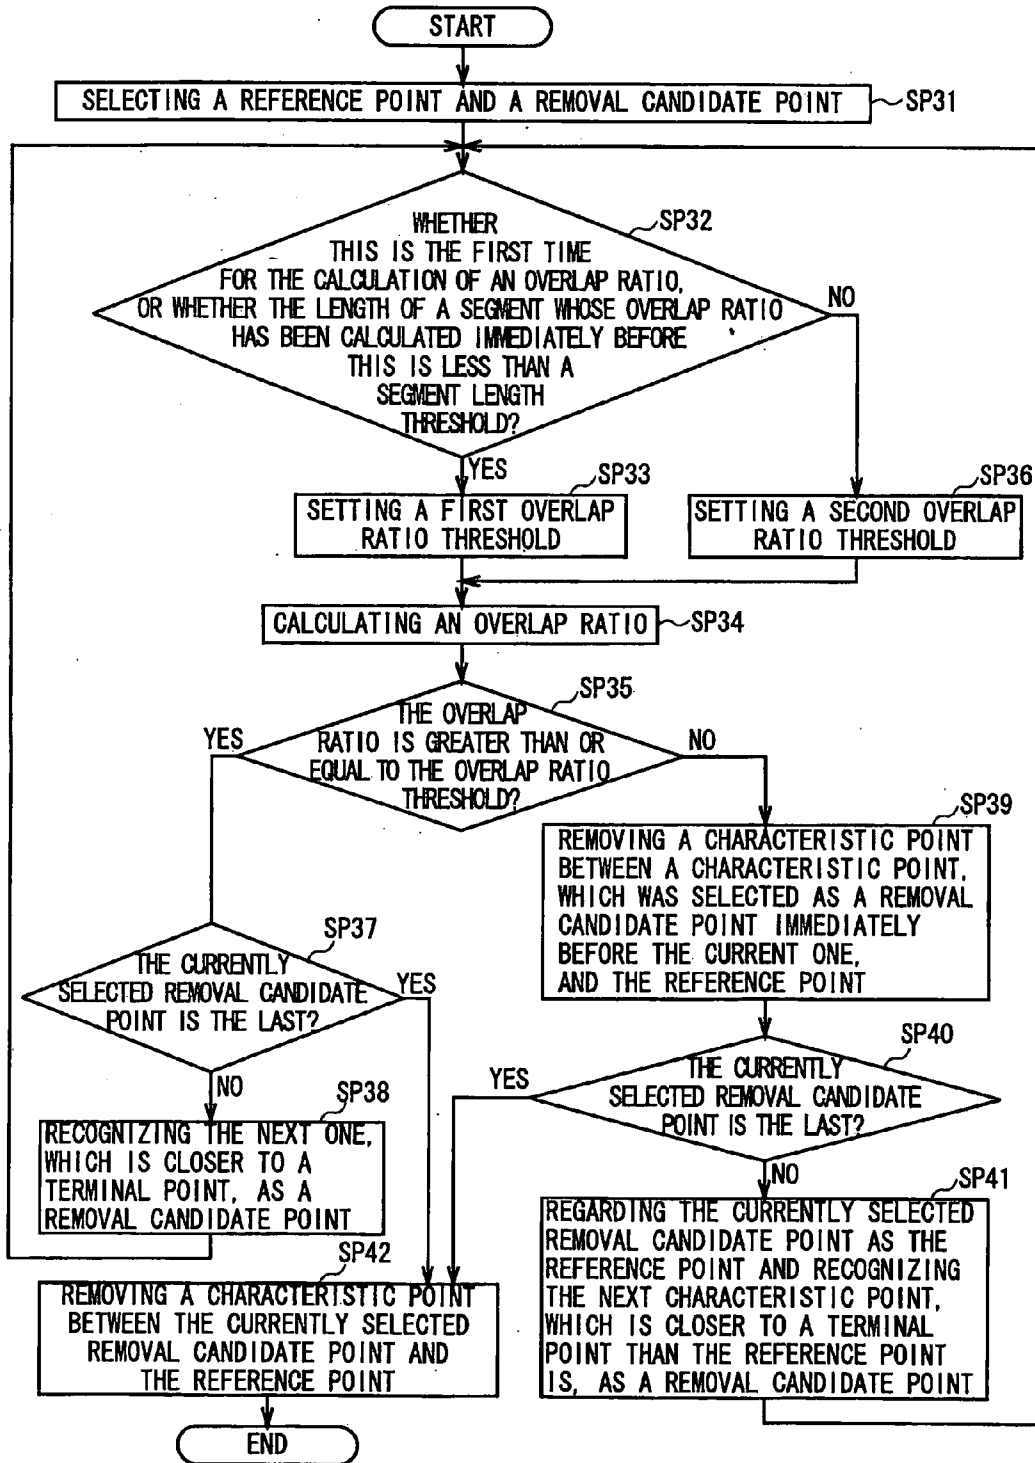 START
SELECTING A REFERENCE POINT AND A REMOVAL CANDIDATE POINT
SP31
SP32
WHETHER
THIS IS THE FIRST TIME
FOR THE CALCULATION OF AN OVERLAP RATIO,
OR WHETHER THE LENGTH OF A SEGMENT WHOSE OVERLAP RATIO
HAS BEEN CALCULATED IMMEDIATELY BEFORE
THIS IS LESS THAN A
SEGMENT LENGTH
THRESHOLD?
NO
YES
SP33
SETTING A FIRST OVERLAP
RATIO THRESHOLD
SP36
SETTING A SECOND OVERLAP
RATIO THRESHOLD
CALCULATING AN OVERLAP RATIO
SP34
SP35
THE OVERLAP
RATIO IS GREATER THAN OR
EQUAL TO THE OVERLAP RATIO
THRESHOLD?
YES
NO
SP39
REMOVING A CHARACTERISTIC POINT
BETWEEN A CHARACTERISTIC POINT,
WHICH WAS SELECTED AS A REMOVAL
CANDIDATE POINT IMMEDIATELY
BEFORE THE CURRENT ONE,
AND THE REFERENCE POINT
SP37
THE CURRENTLY
SELECTED REMOVAL CANDIDATE
POINT IS THE LAST?
YES
NO
SP40
THE CURRENTLY
SELECTED REMOVAL CANDIDATE
POINT IS THE LAST?
YES
NO
SP38
RECOGNIZING THE NEXT ONE,
WHICH IS CLOSER TO A
TERMINAL POINT, AS A
REMOVAL CANDIDATE POINT
SP41
REGARDING THE CURRENTLY SELECTED
REMOVAL CANDIDATE POINT AS THE
REFERENCE POINT AND RECOGNIZING
THE NEXT CHARACTERISTIC POINT,
WHICH IS CLOSER TO A TERMINAL
POINT THAN THE REFERENCE POINT
IS, AS A REMOVAL CANDIDATE POINT
SP42
REMOVING A CHARACTERISTIC POINT
BETWEEN THE CURRENTLY SELECTED
REMOVAL CANDIDATE POINT AND
THE REFERENCE POINT
END